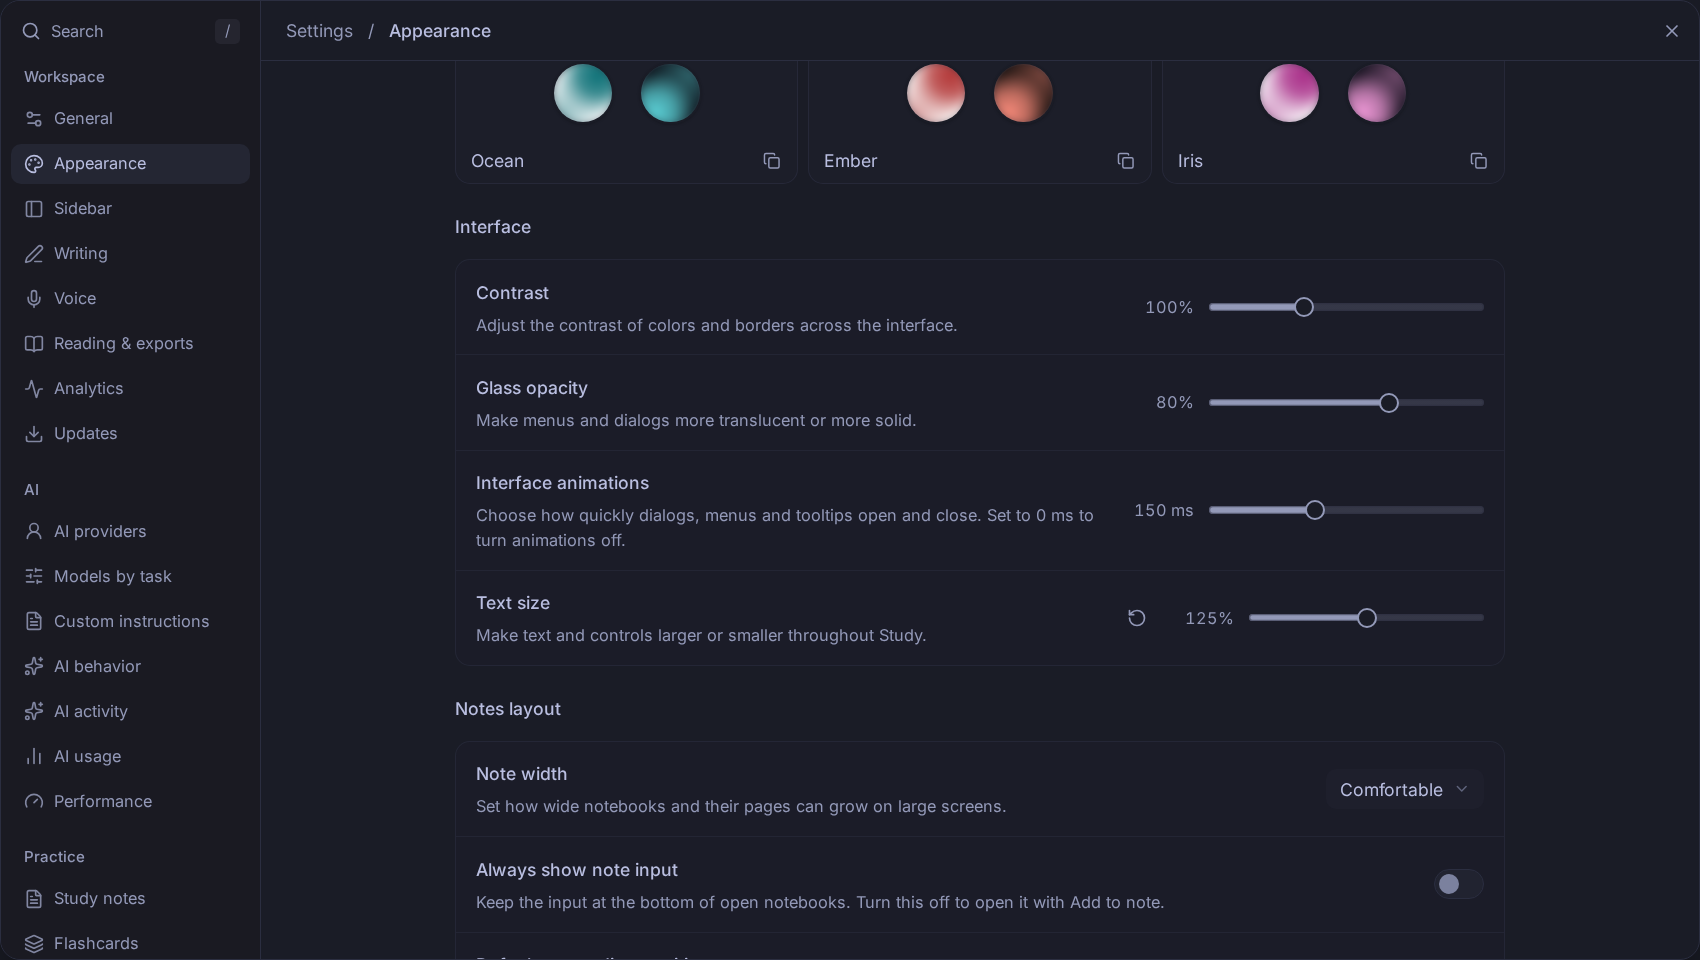 Search
/
Settings / Appearance
Workspace
General
Appearance
Sidebar
Writing
Voice
Reading & exports
Analytics
Updates
AI
AI providers
Models by task
Custom instructions
AI behavior
AI activity
AI usage
Performance
Practice
Study notes
Flashcards
Ocean
Ember
Iris
Interface
Contrast
Adjust the contrast of colors and borders across the interface.
100%
Glass opacity
Make menus and dialogs more translucent or more solid.
80%
Interface animations
Choose how quickly dialogs, menus and tooltips open and close. Set to 0 ms to
turn animations off.
150 ms
Text size
Make text and controls larger or smaller throughout Study.
125%
Notes layout
Note width
Set how wide notebooks and their pages can grow on large screens.
Comfortable
Always show note input
Keep the input at the bottom of open notebooks. Turn this off to open it with Add to note.